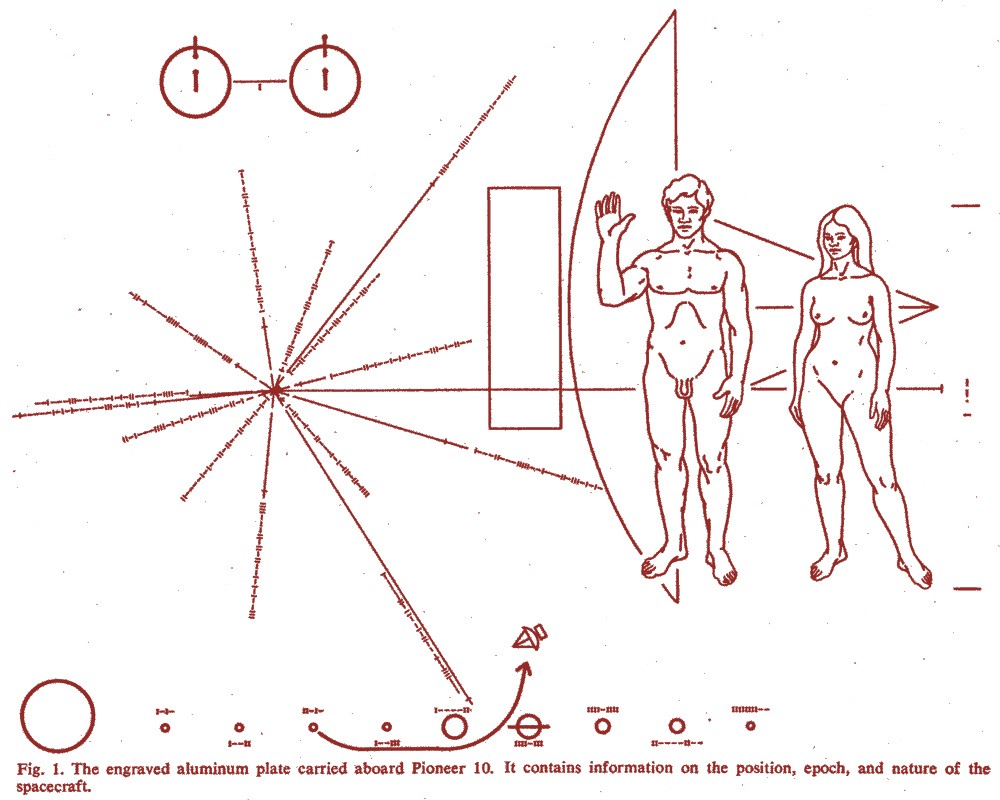 Fig. 1. The engraved aluminum plate carried aboard Pioneer 10. It contains information on the position, epoch, and nature of the
spacecraft.